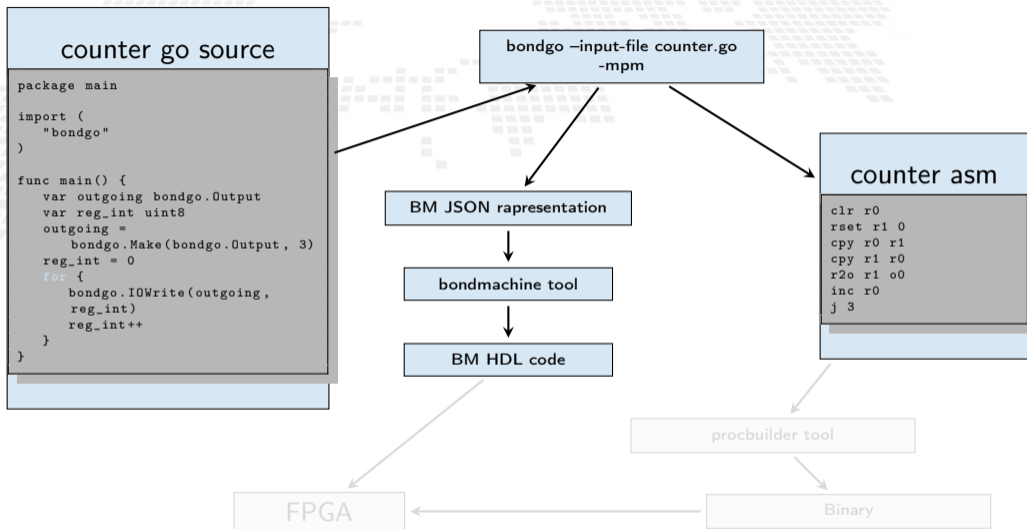 counter go source
package main
import (
"bondgo"
)
func main() {
var outgoing bondgo.Output
var reg_int uint8
outgoing =
bondgo.Make(bondgo.Output, 3)
reg_int = 0
for {
bondgo.IOWrite(outgoing,
reg_int)
reg_int++
}
}
bondgo –input-file counter.go
-mpm
BM JSON rapresentation
bondmachine tool
BM HDL code
counter asm
clr r0
rset r1 0
cpy r0 r1
cpy r1 r0
r2o r1 o0
inc r0
j 3
procbuilder tool
Binary
FPGA